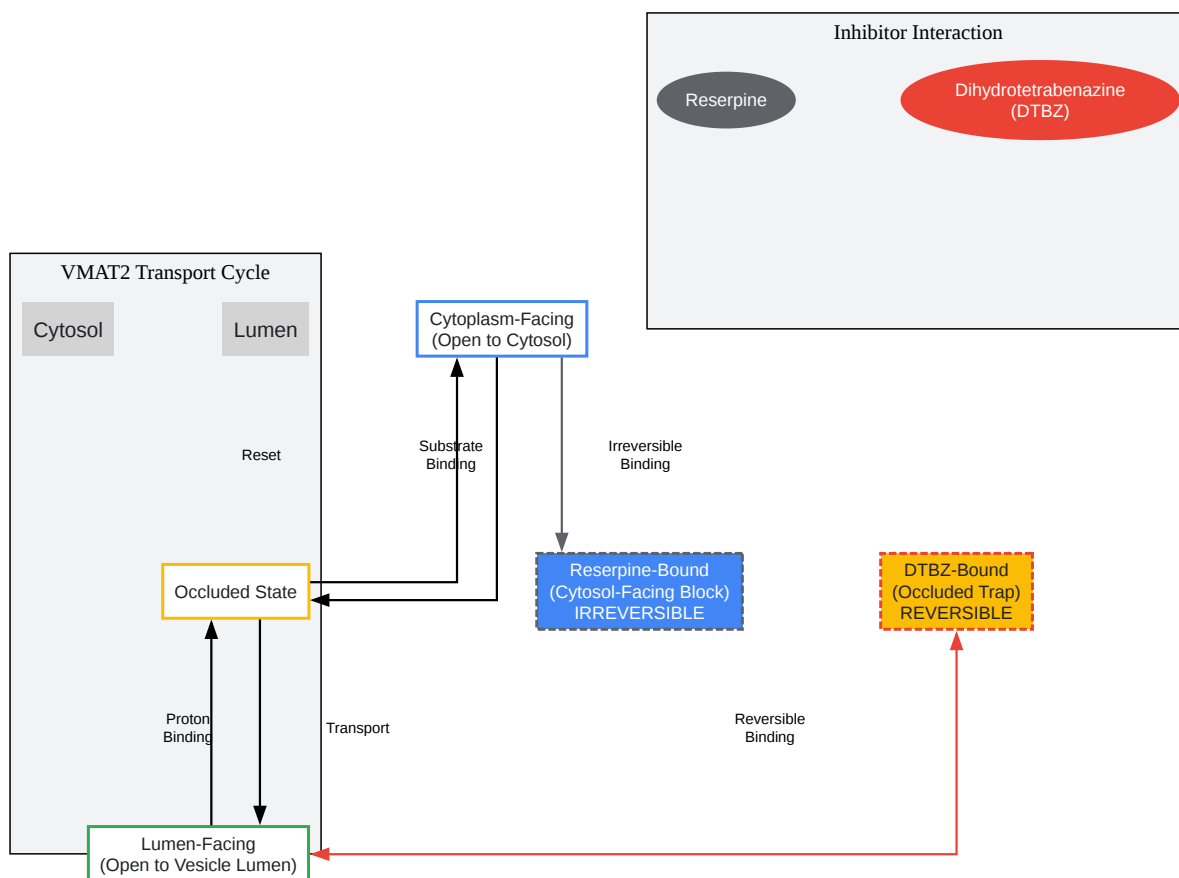 Inhibitor Interaction
Reserpine
Dihydrotetrabenazine
(DTBZ)
VMAT2 Transport Cycle
Cytosol
Lumen
Cytoplasm-Facing
(Open to Cytosol)
Reset
Substrate
Binding
Irreversible
Binding
Occluded State
Reserpine-Bound
(Cytosol-Facing Block)
IRREVERSIBLE
DTBZ-Bound
(Occluded Trap)
REVERSIBLE
Proton
Binding
Transport
Reversible
Binding
Lumen-Facing
(Open to Vesicle Lumen)